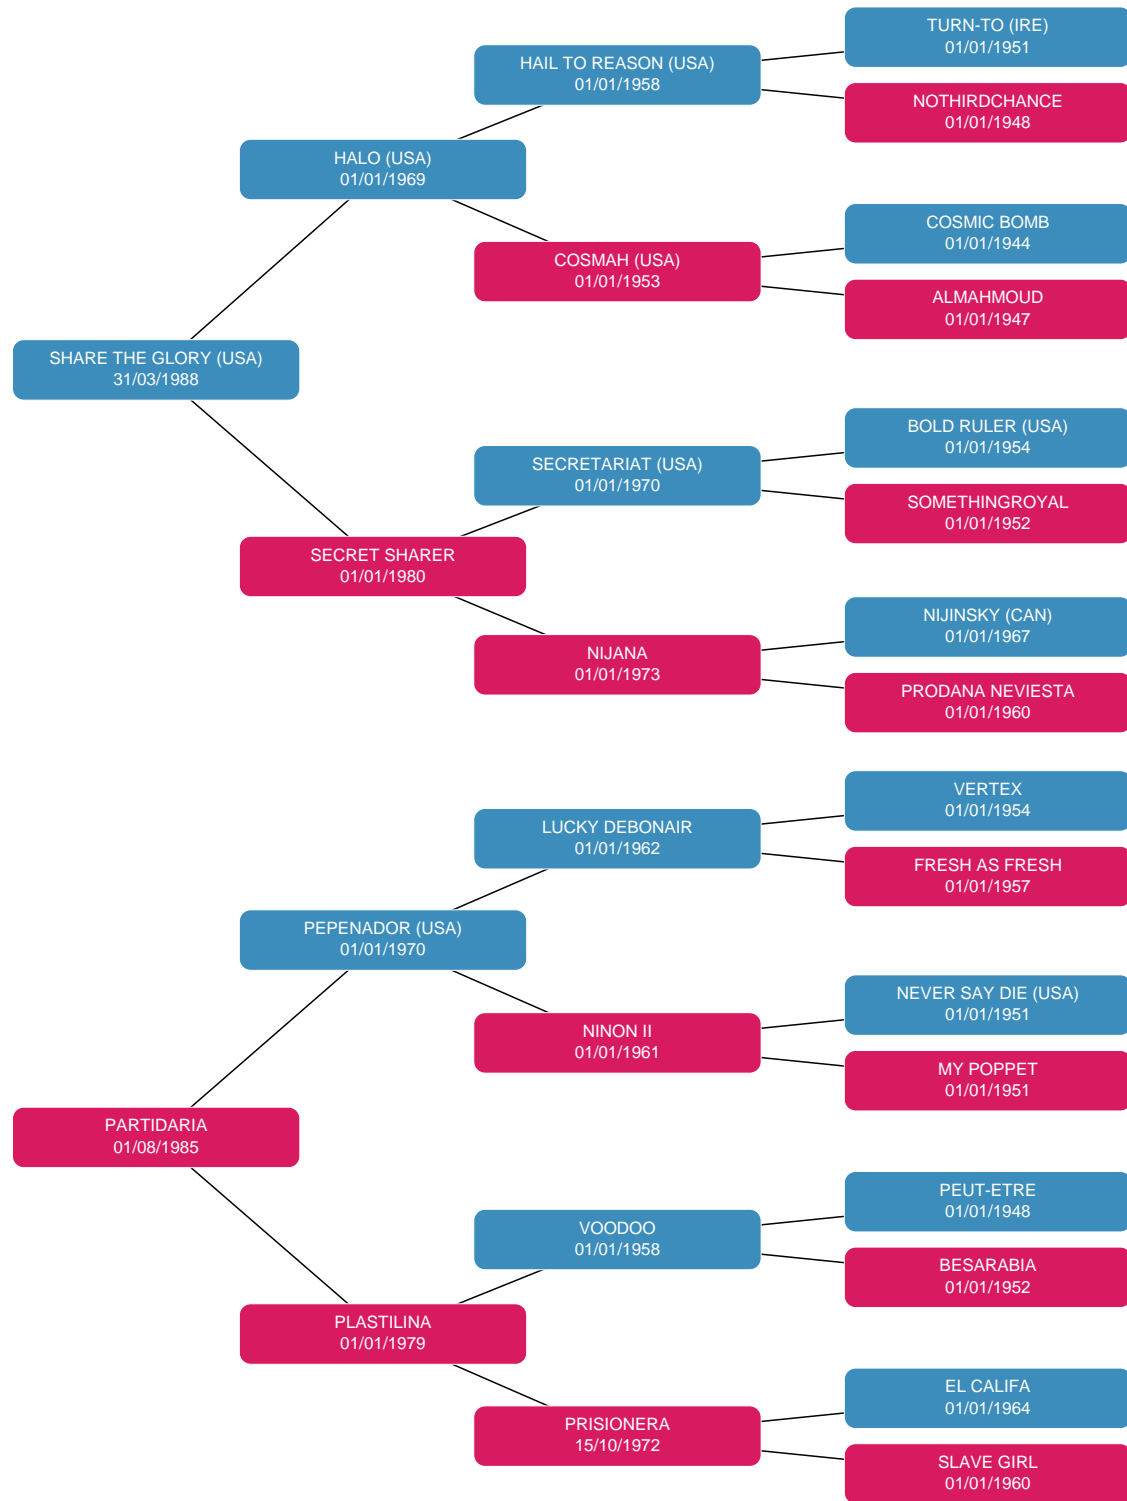 TURN-TO (IRE)
01/01/1951
HAIL TO REASON (USA)
01/01/1958
NOTHIRDCHANCE
01/01/1948
HALO (USA)
01/01/1969
COSMIC BOMB
01/01/1944
COSMAH (USA)
01/01/1953
ALMAHMOUD
01/01/1947
SHARE THE GLORY (USA)
31/03/1988
BOLD RULER (USA)
01/01/1954
SECRETARIAT (USA)
01/01/1970
SOMETHINGROYAL
01/01/1952
SECRET SHARER
01/01/1980
NIJINSKY (CAN)
01/01/1967
NIJANA
01/01/1973
PRODANA NEVIESTA
01/01/1960
VERTEX
01/01/1954
LUCKY DEBONAIR
01/01/1962
FRESH AS FRESH
01/01/1957
PEPENADOR (USA)
01/01/1970
NEVER SAY DIE (USA)
01/01/1951
NINON II
01/01/1961
MY POPPET
01/01/1951
PARTIDARIA
01/08/1985
PEUT-ETRE
01/01/1948
VOODOO
01/01/1958
BESARABIA
01/01/1952
PLASTILINA
01/01/1979
EL CALIFA
01/01/1964
PRISIONERA
15/10/1972
SLAVE GIRL
01/01/1960